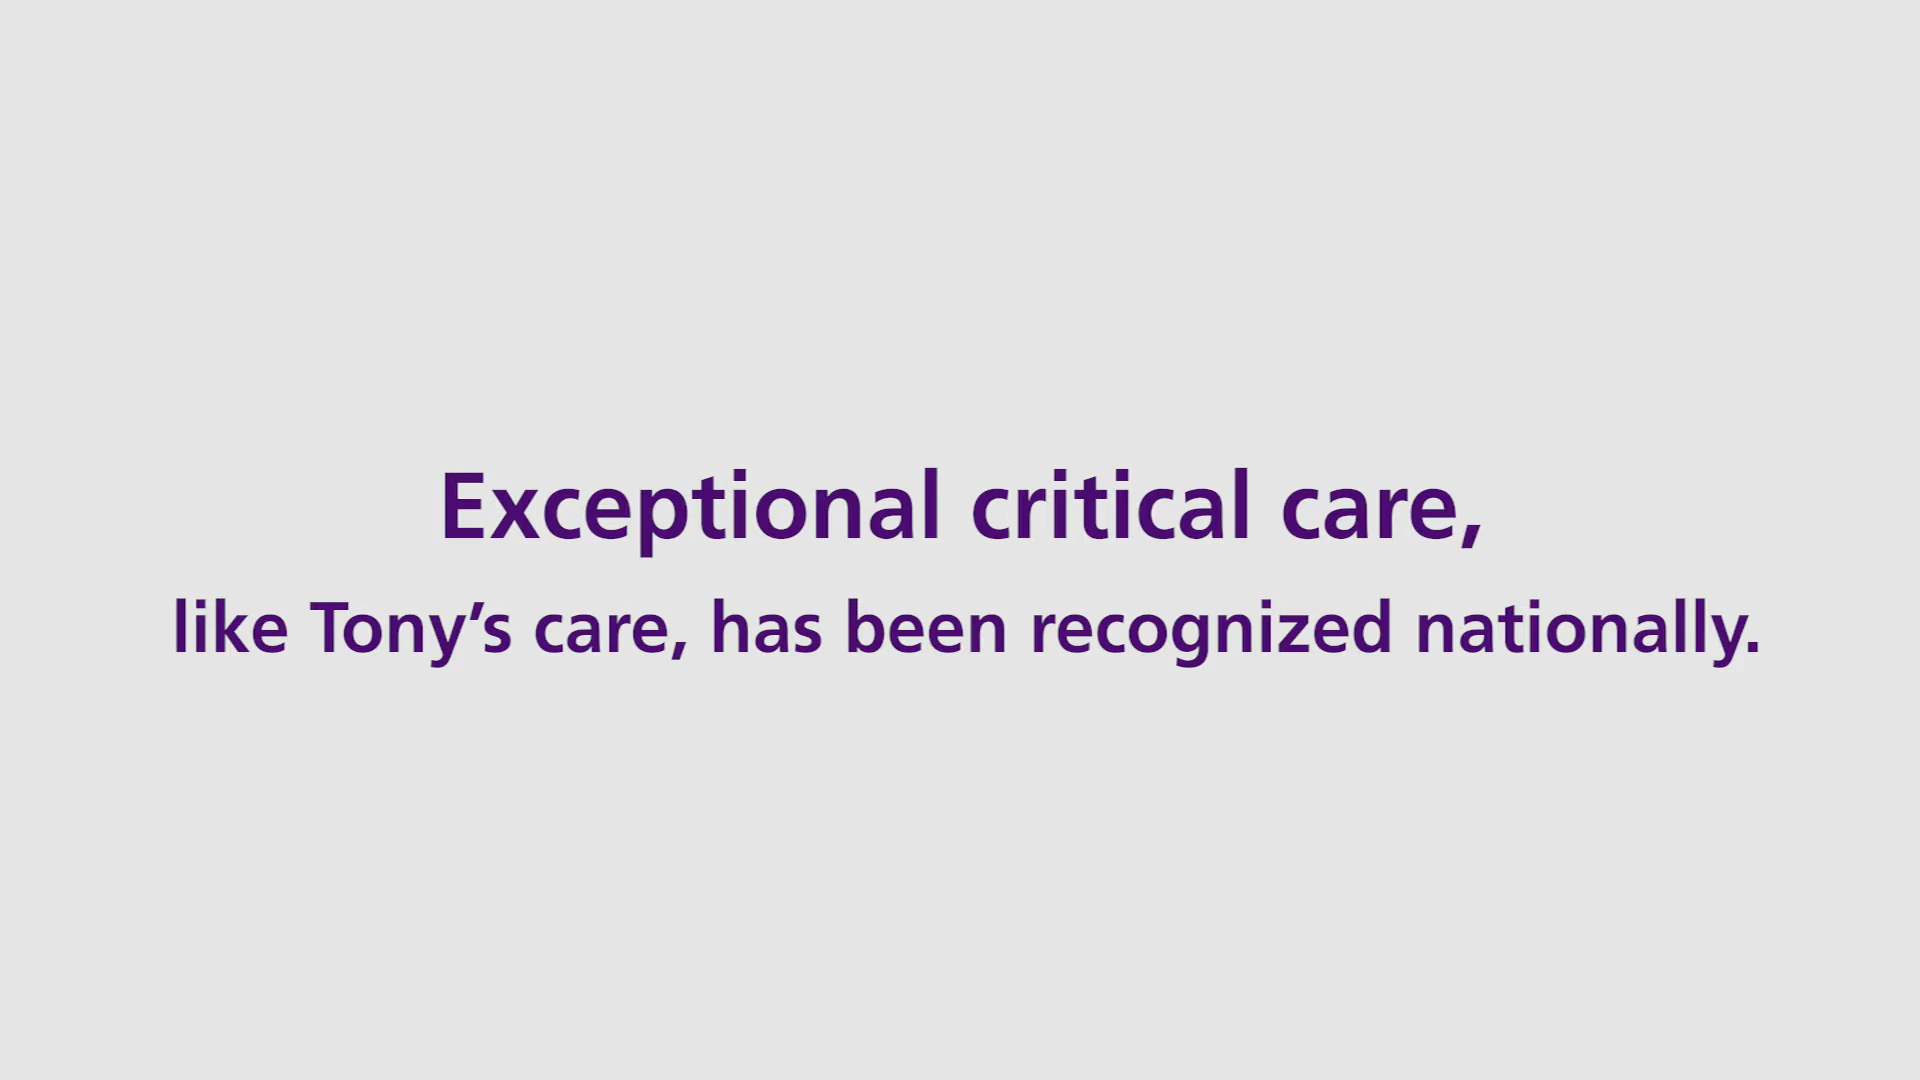 Exceptional critical care,
like Tony’s care, has been recognized nationally.